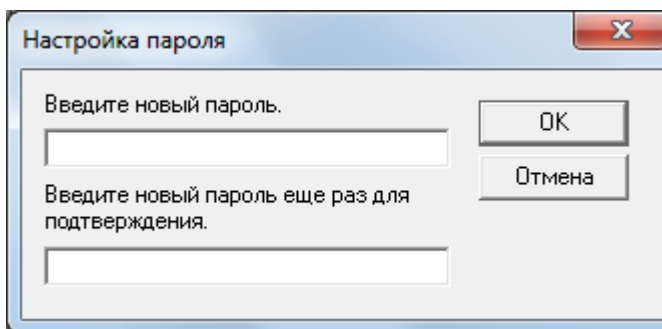 Настройка пароля
Введите новый пароль.
OK
Отмена
Введите новый пароль еще раз для
подтверждения.